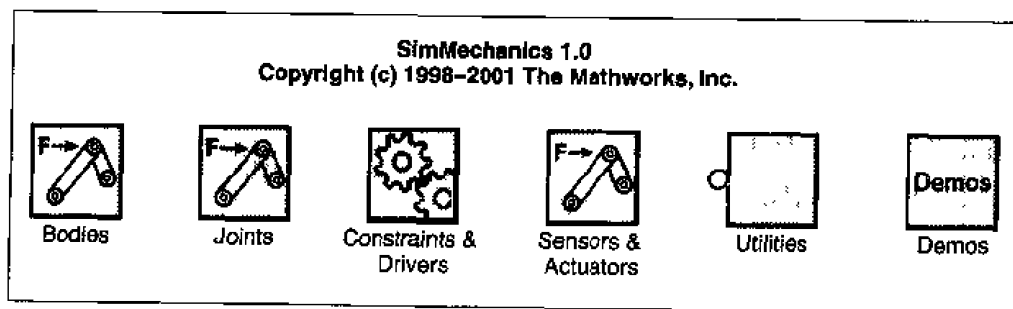 SimMechanics 1.0
Copyright (c) 1998–2001 The Mathworks, Inc.
F
F
F
Demos
Bodies
Joints
Constraints &
Drivers
Sensors &
Actuators
Utilities
Demos